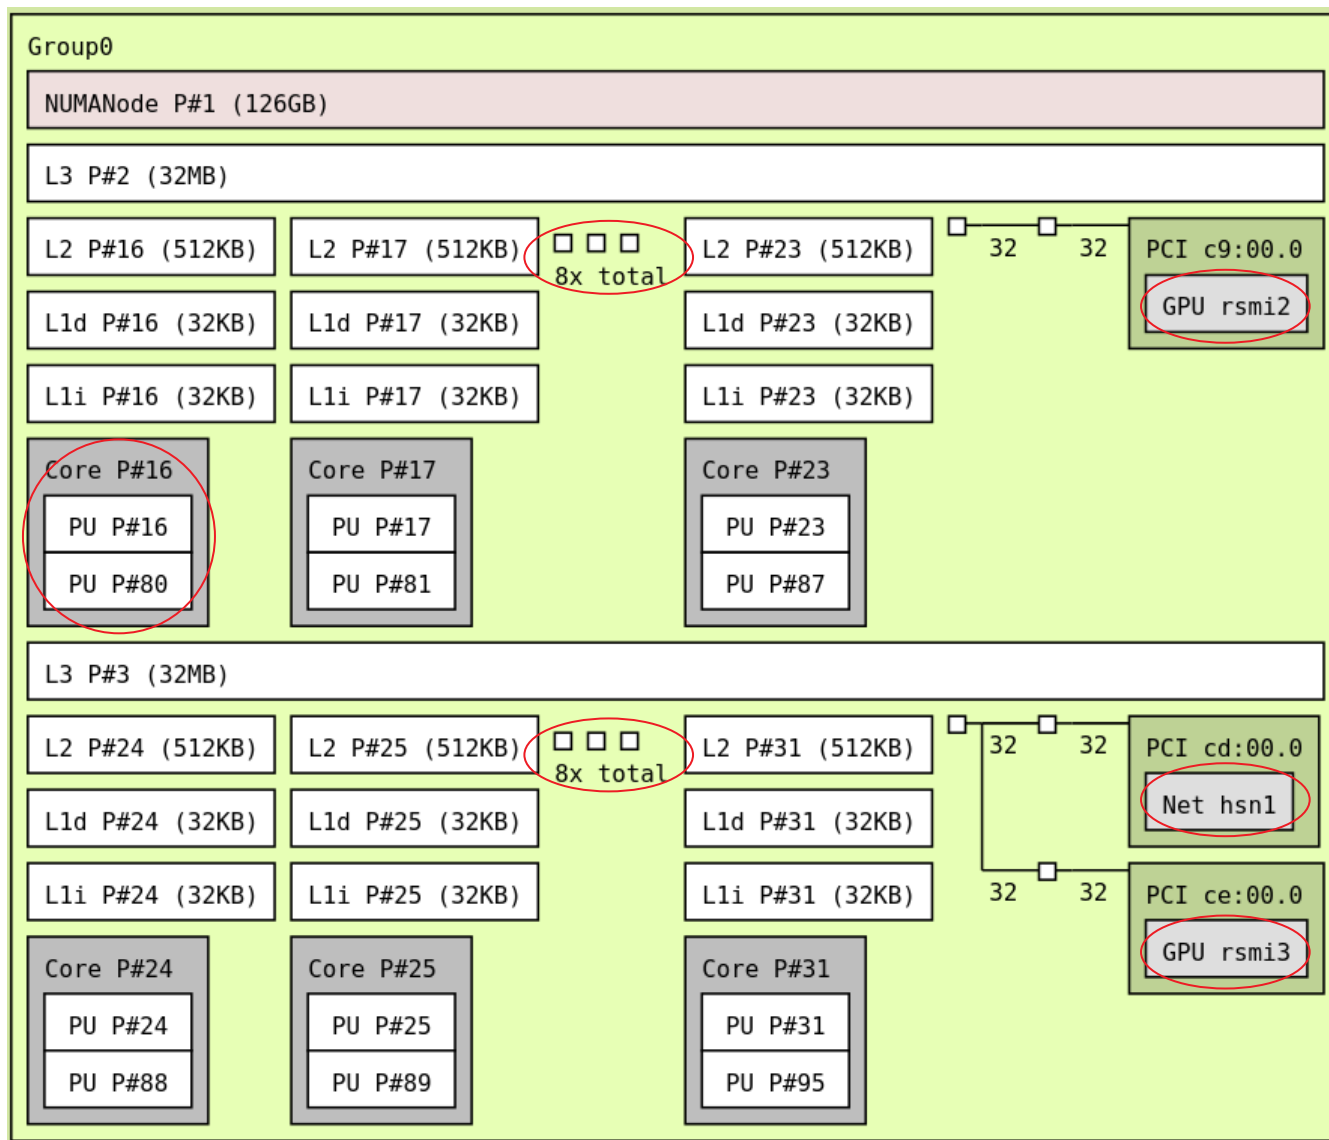 Group0
NUMANode P#1 (126GB)
L3 P#2 (32MB)
L2 P#16 (512KB) L2 P#17 (512KB) 8x total L2 P#23 (512KB) 32 32 PCI c9:00.0
L1d P#16 (32KB) L1d P#17 (32KB) L1d P#23 (32KB) GPU rsmi2
L1i P#16 (32KB) L1i P#17 (32KB) L1i P#23 (32KB)
Core P#16 Core P#17 Core P#23
PU P#16 PU P#17 PU P#23
PU P#80 PU P#81 PU P#87
L3 P#3 (32MB)
L2 P#24 (512KB) L2 P#25 (512KB) 8x total L2 P#31 (512KB) 32 32 PCI cd:00.0
L1d P#24 (32KB) L1d P#25 (32KB) L1d P#31 (32KB) Net hsn1
L1i P#24 (32KB) L1i P#25 (32KB) L1i P#31 (32KB) 32 32 PCI ce:00.0
Core P#24 Core P#25 Core P#31 GPU rsmi3
PU P#24 PU P#25 PU P#31
PU P#88 PU P#89 PU P#95